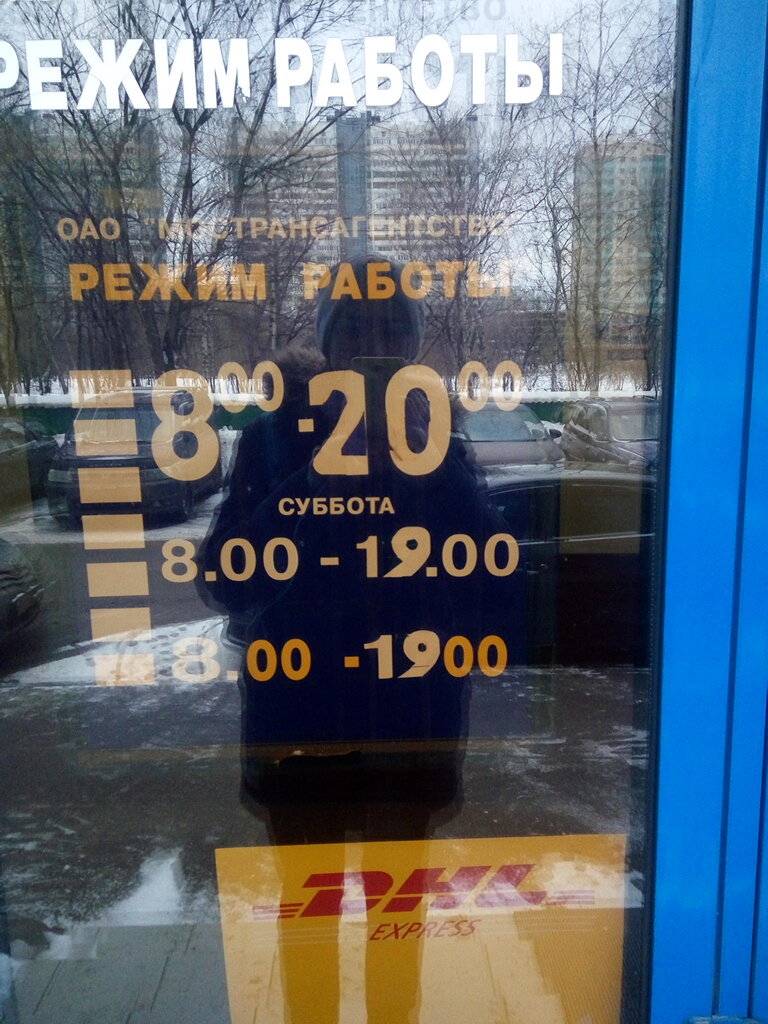 РЕЖИМ РАБОТЫ
ОАО "МОСТРАНСАГЕНТСТВО"
РЕЖИМ РАБОТЫ
8⁰⁰-20⁰⁰
СУББОТА
8.00 - 19.00
8.00 -1900
DHL
EXPRESS